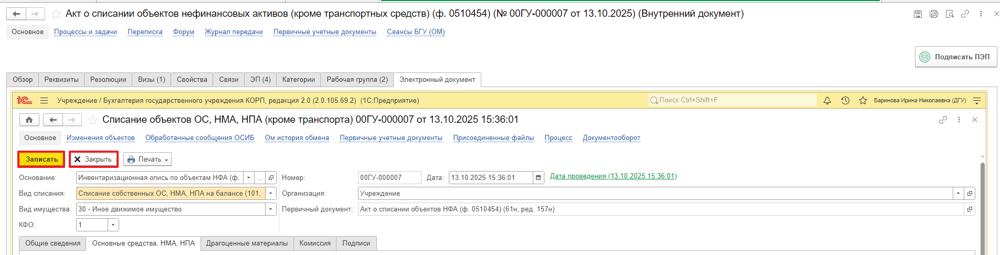 Акт о списании объектов нефинансовых активов (кроме транспортных средств) (ф. 0510454) (№ 00ГУ-000007 от 13.10.2025) (Внутренний документ)
Основное Процессы и задачи Переписка Форум Журнал передачи Первичные учетные документы Сеансы БГУ (ОМ)
Подписать ПЭП
Обзор Реквизиты Резолюции Визы (1) Свойства Связи ЭП (4) Категории Рабочая группа (2) Электронный документ
1С Учреждение / Бухгалтерия государственного учреждения КОРП, редакция 2.0 (2.0.105.69.2) (1С:Предприятие) Поиск Ctrl+Shift+F Баринова Ирина Николаевна (ДГУ)
Списание объектов ОС, НМА, НПА (кроме транспорта) 00ГУ-000007 от 13.10.2025 15:36:01
Основное Изменения объектов Обработанные сообщения ОСИБ Ом история обмена Первичные учетные документы Присоединенные файлы Процесс Документооборот
Записать Закрыть Печать
Основание: Инвентаризационная опись по объектам НФА (ф. ... Номер: 00ГУ-000007 Дата: 13.10.2025 15:36:01 Дата проведения (13.10.2025 15:36:01)
Вид списания: Списание собственных ОС, НМА, НПА на балансе (101, Организация: Учреждение
Вид имущества: 30 - Иное движимое имущество Первичный документ: Акт о списании объектов НФА (ф. 0510454) (61н, ред. 157н)
КФО: 1
Общие сведения Основные средства, НМА, НПА Драгоценные материалы Комиссия Подписи